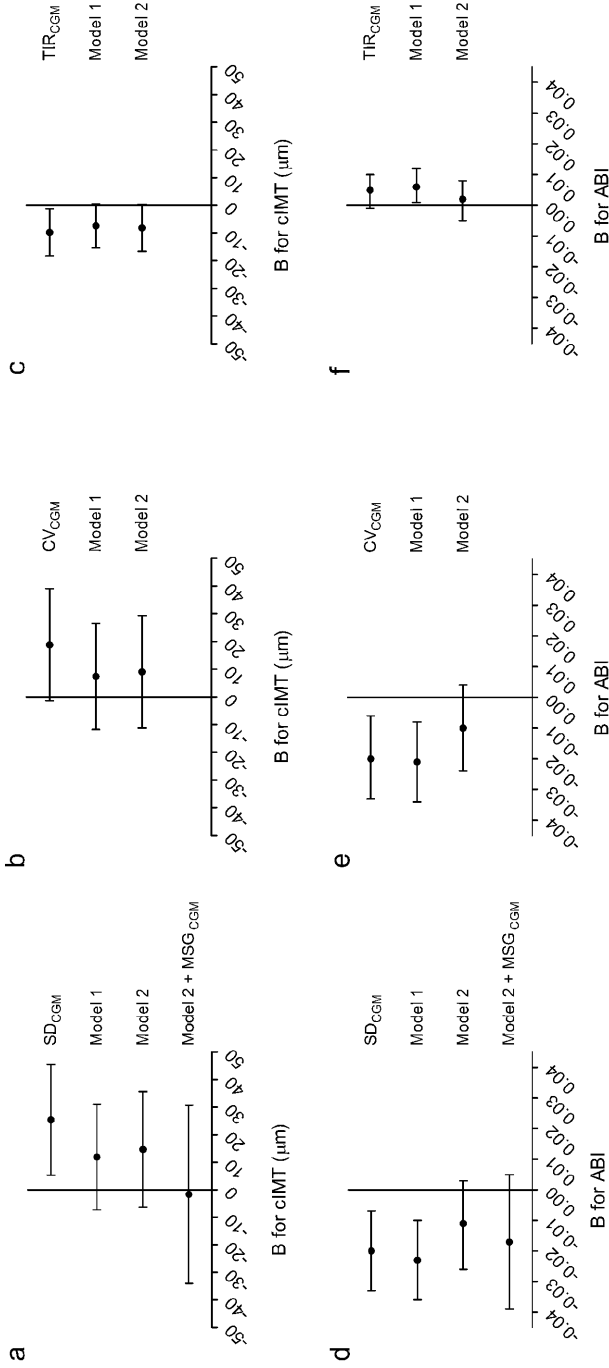 a
SD_CGM
Model 1
Model 2
Model 2 + MSG_CGM
-50 -40 -30 -20 -10 0 10 20 30 40 50
B for cIMT (μm)
b
CV_CGM
Model 1
Model 2
-50 -40 -30 -20 -10 0 10 20 30 40 50
B for cIMT (μm)
c
TIR_CGM
Model 1
Model 2
-50 -40 -30 -20 -10 0 10 20 30 40 50
B for cIMT (μm)
d
SD_CGM
Model 1
Model 2
Model 2 + MSG_CGM
-0.04 -0.03 -0.02 -0.01 0.00 0.01 0.02 0.03 0.04
B for ABI
e
CV_CGM
Model 1
Model 2
-0.04 -0.03 -0.02 -0.01 0.00 0.01 0.02 0.03 0.04
B for ABI
f
TIR_CGM
Model 1
Model 2
-0.04 -0.03 -0.02 -0.01 0.00 0.01 0.02 0.03 0.04
B for ABI